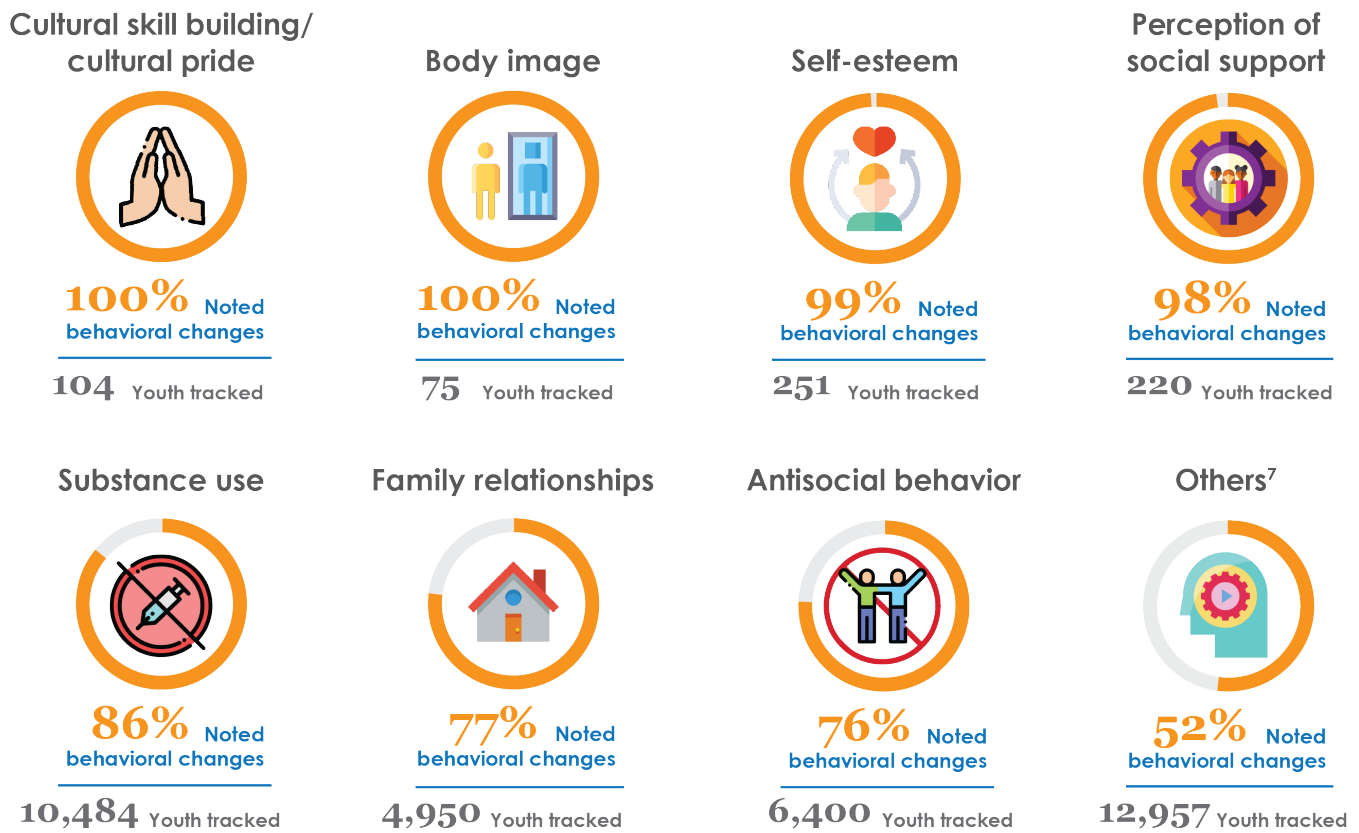 Cultural skill building/
cultural pride
100% Noted
behavioral changes
104 Youth tracked
Body image
100% Noted
behavioral changes
75 Youth tracked
Self-esteem
99% Noted
behavioral changes
251 Youth tracked
Perception of
social support
98% Noted
behavioral changes
220 Youth tracked
Substance use
86% Noted
behavioral changes
10,484 Youth tracked
Family relationships
77% Noted
behavioral changes
4,950 Youth tracked
Antisocial behavior
76% Noted
behavioral changes
6,400 Youth tracked
Others⁷
52% Noted
behavioral changes
12,957 Youth tracked